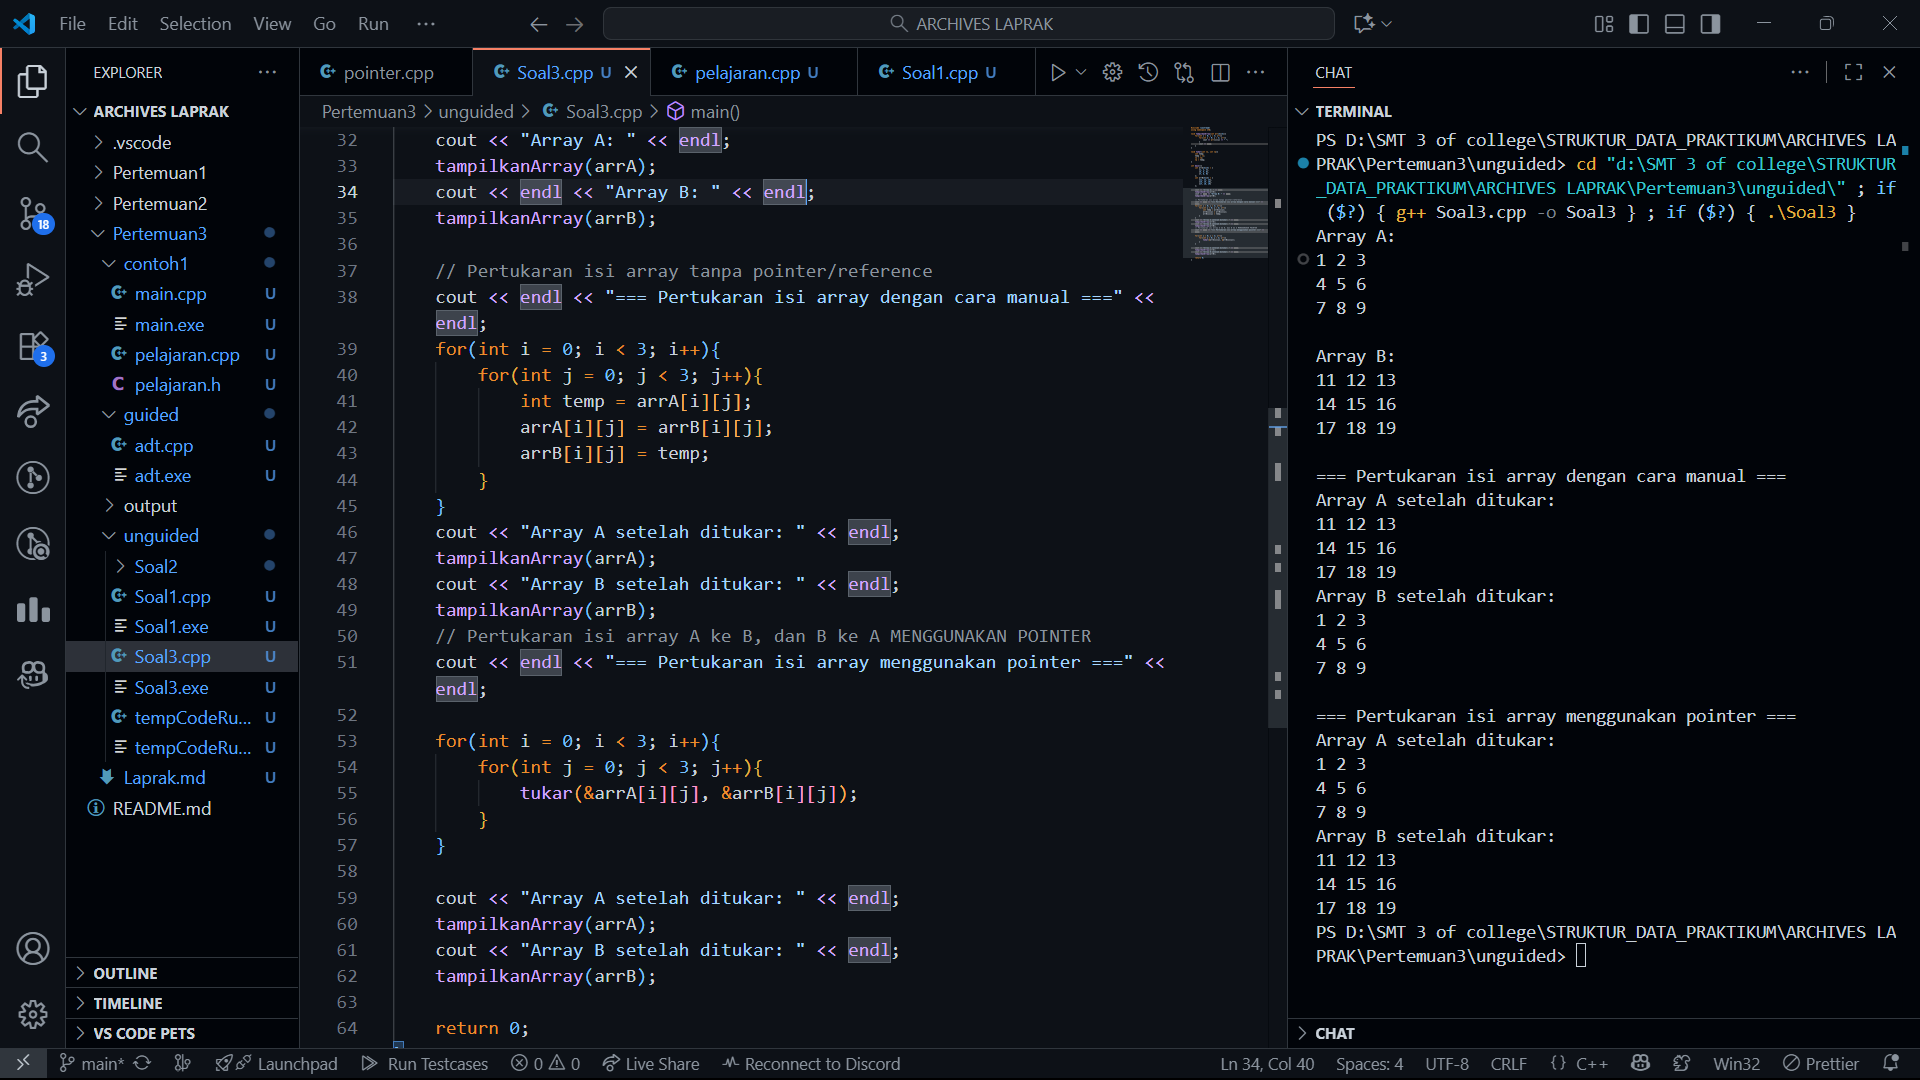 File Edit Selection View Go Run ··· ARCHIVES LAPRAK
EXPLORER ···
ARCHIVES LAPRAK
.vscode
Pertemuan1
Pertemuan2
Pertemuan3
contoh1
main.cpp U
main.exe U
pelajaran.cpp U
pelajaran.h U
guided
adt.cpp U
adt.exe U
output
unguided
Soal2
Soal1.cpp U
Soal1.exe U
Soal3.cpp U
Soal3.exe U
tempCodeRu... U
tempCodeRu... U
Laprak.md U
README.md
OUTLINE
TIMELINE
VS CODE PETS
18
3
pointer.cpp Soal3.cpp U pelajaran.cpp U Soal1.cpp U
Pertemuan3 > unguided > Soal3.cpp > main()
32 cout << "Array A: " << endl;
33 tampilkanArray(arrA);
34 cout << endl << "Array B: " << endl;
35 tampilkanArray(arrB);
36
37 // Pertukaran isi array tanpa pointer/reference
38 cout << endl << "=== Pertukaran isi array dengan cara manual ===" <<
endl;
39 for(int i = 0; i < 3; i++){
40 for(int j = 0; j < 3; j++){
41 int temp = arrA[i][j];
42 arrA[i][j] = arrB[i][j];
43 arrB[i][j] = temp;
44 }
45 }
46 cout << "Array A setelah ditukar: " << endl;
47 tampilkanArray(arrA);
48 cout << "Array B setelah ditukar: " << endl;
49 tampilkanArray(arrB);
50 // Pertukaran isi array A ke B, dan B ke A MENGGUNAKAN POINTER
51 cout << endl << "=== Pertukaran isi array menggunakan pointer ===" <<
endl;
52
53 for(int i = 0; i < 3; i++){
54 for(int j = 0; j < 3; j++){
55 tukar(&arrA[i][j], &arrB[i][j]);
56 }
57 }
58
59 cout << "Array A setelah ditukar: " << endl;
60 tampilkanArray(arrA);
61 cout << "Array B setelah ditukar: " << endl;
62 tampilkanArray(arrB);
63
64 return 0;
CHAT
TERMINAL
PS D:\SMT 3 of college\STRUKTUR_DATA_PRAKTIKUM\ARCHIVES LA
PRAK\Pertemuan3\unguided> cd "d:\SMT 3 of college\STRUKTUR
_DATA_PRAKTIKUM\ARCHIVES LAPRAK\Pertemuan3\unguided\" ; if
($?) { g++ Soal3.cpp -o Soal3 } ; if ($?) { .\Soal3 }
Array A:
1 2 3
4 5 6
7 8 9
Array B:
11 12 13
14 15 16
17 18 19
=== Pertukaran isi array dengan cara manual ===
Array A setelah ditukar:
11 12 13
14 15 16
17 18 19
Array B setelah ditukar:
1 2 3
4 5 6
7 8 9
=== Pertukaran isi array menggunakan pointer ===
Array A setelah ditukar:
1 2 3
4 5 6
7 8 9
Array B setelah ditukar:
11 12 13
14 15 16
17 18 19
PS D:\SMT 3 of college\STRUKTUR_DATA_PRAKTIKUM\ARCHIVES LA
PRAK\Pertemuan3\unguided>
CHAT
main* Launchpad Run Testcases 0 0 Live Share Reconnect to Discord Ln 34, Col 40 Spaces: 4 UTF-8 CRLF {} C++ Win32 Prettier